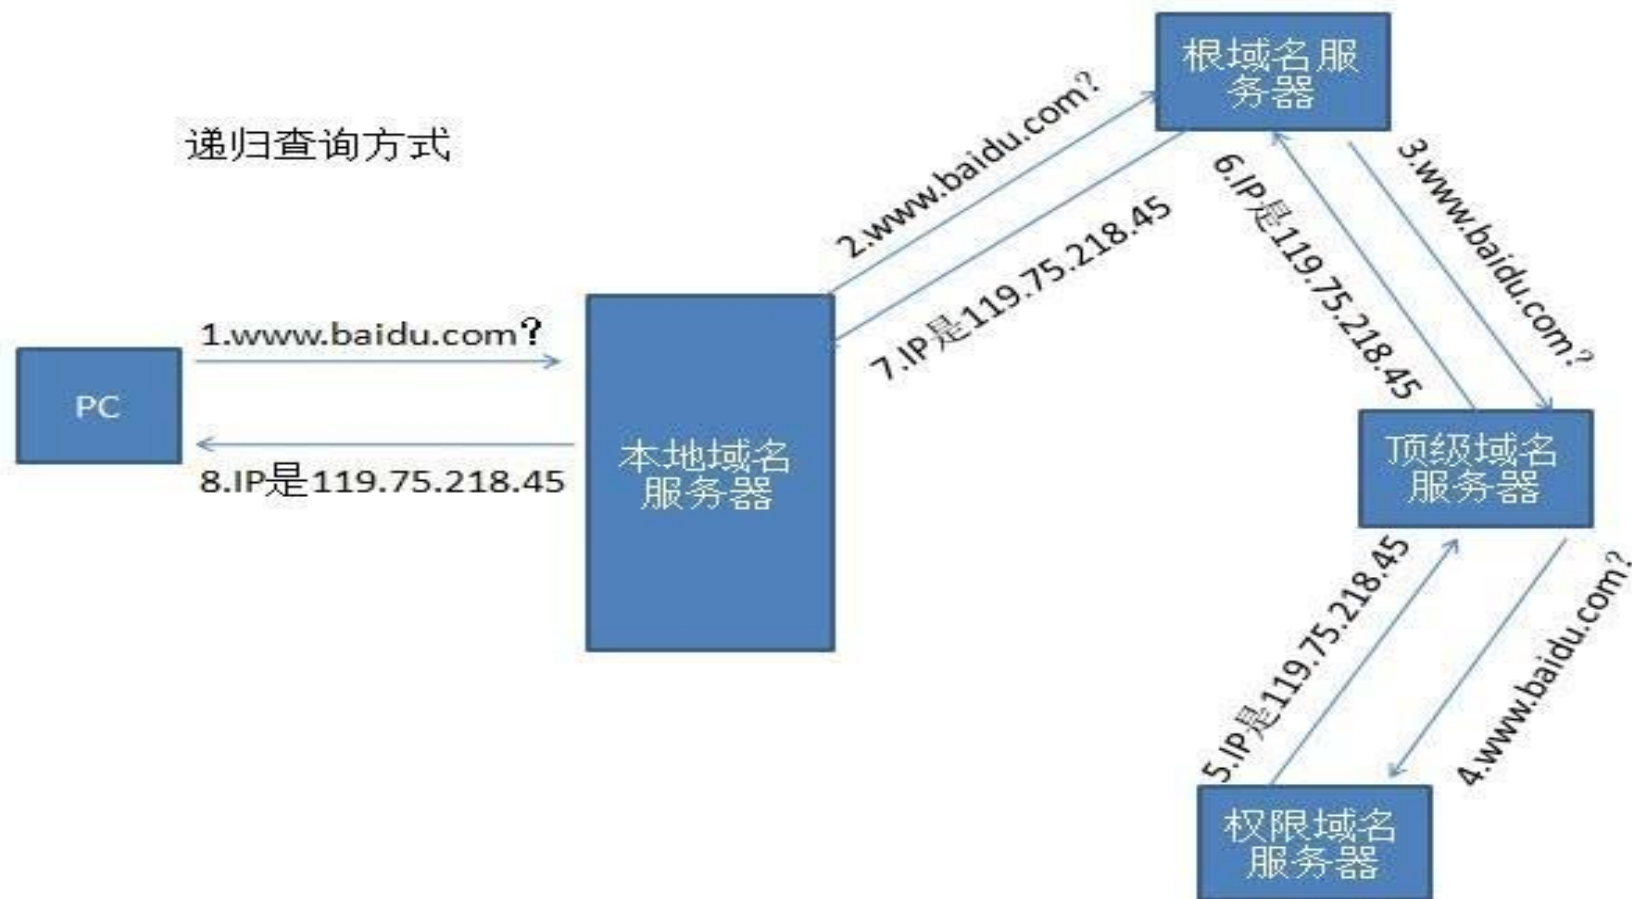 递归查询方式
根域名服
务器
2.www.baidu.com?
3.www.baidu.com?
6.IP是119.75.218.45
7.IP是119.75.218.45
1.www.baidu.com?
PC
8.IP是119.75.218.45
本地域名
服务器
顶级域名
服务器
5.IP是119.75.218.45
4.www.baidu.com?
权限域名
服务器